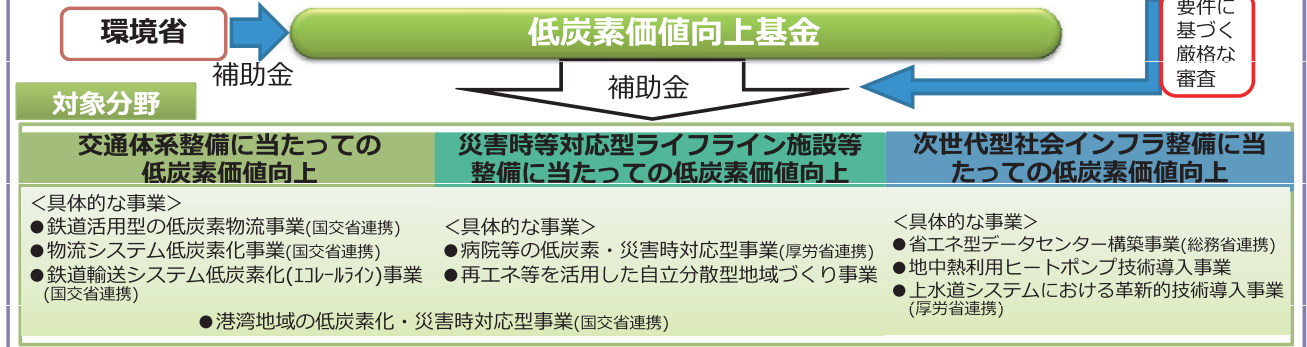 環境省
補助金
低炭素価値向上基金
補助金
要件に
基づく
厳格な
審査
対象分野
交通体系整備に当たっての
低炭素価値向上
＜具体的な事業＞
●鉄道活用型の低炭素物流事業(国交省連携)
●物流システム低炭素化事業(国交省連携)
●鉄道輸送システム低炭素化(ｴｺﾚｰﾙﾗｲﾝ)事業
(国交省連携)
災害時等対応型ライフライン施設等
整備に当たっての低炭素価値向上
＜具体的な事業＞
●病院等の低炭素・災害時対応型事業(厚労省連携)
●再エネ等を活用した自立分散型地域づくり事業
●港湾地域の低炭素化・災害時対応型事業(国交省連携)
次世代型社会インフラ整備に当
たっての低炭素価値向上
＜具体的な事業＞
●省エネ型データセンター構築事業(総務省連携)
●地中熱利用ヒートポンプ技術導入事業
●上水道システムにおける革新的技術導入事業
(厚労省連携)